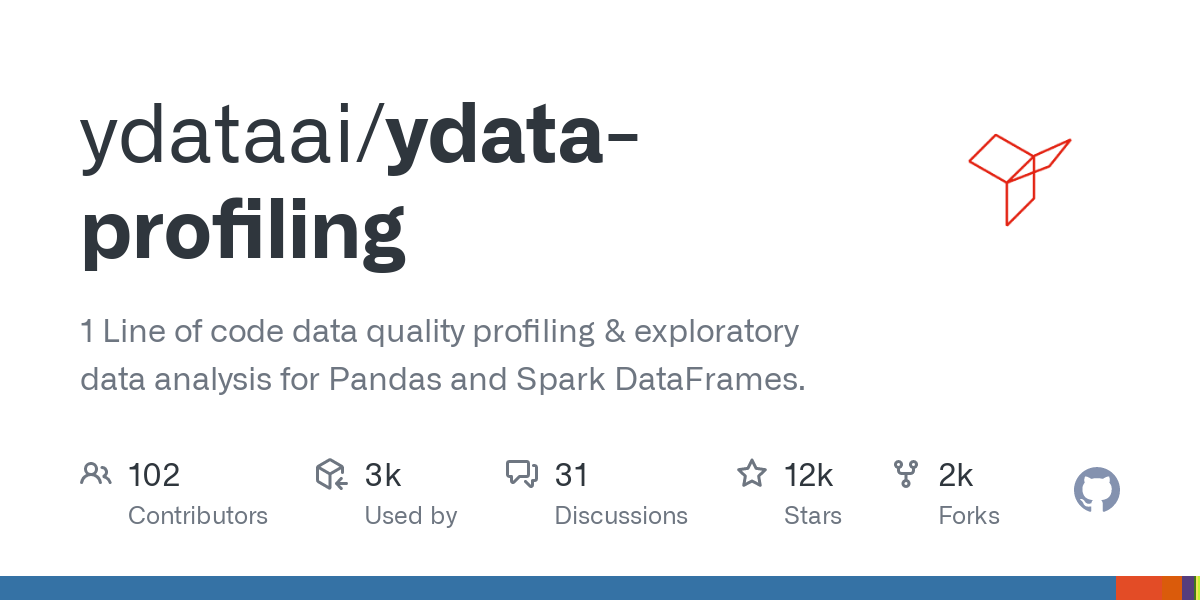 ydataai/ydata-
profiling
1 Line of code data quality profiling & exploratory
data analysis for Pandas and Spark DataFrames.
102 3k 31 12k 2k
Contributors Used by Discussions Stars Forks